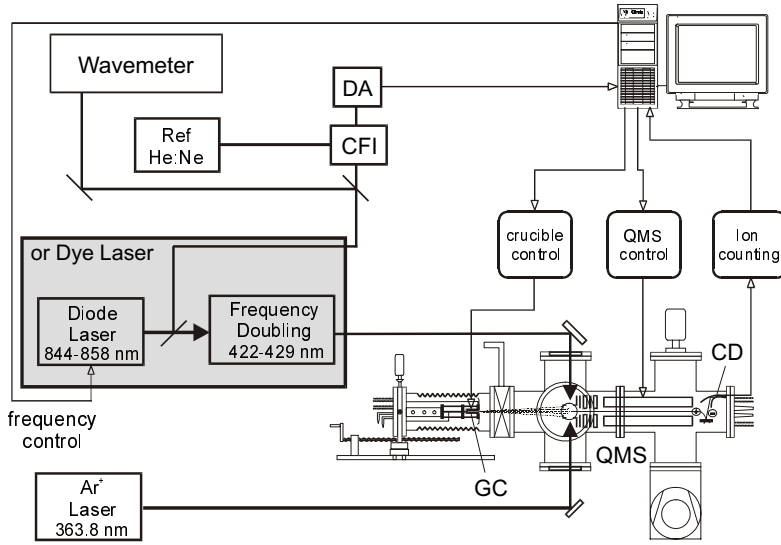 Wavemeter
DA
Ref
He:Ne
CFI
or Dye Laser
Diode
Laser
844-858 nm
Frequency
Doubling
422-429 nm
crucible
control
QMS
control
Ion
counting
CD
frequency
control
GC
QMS
Ar+
Laser
363.8 nm